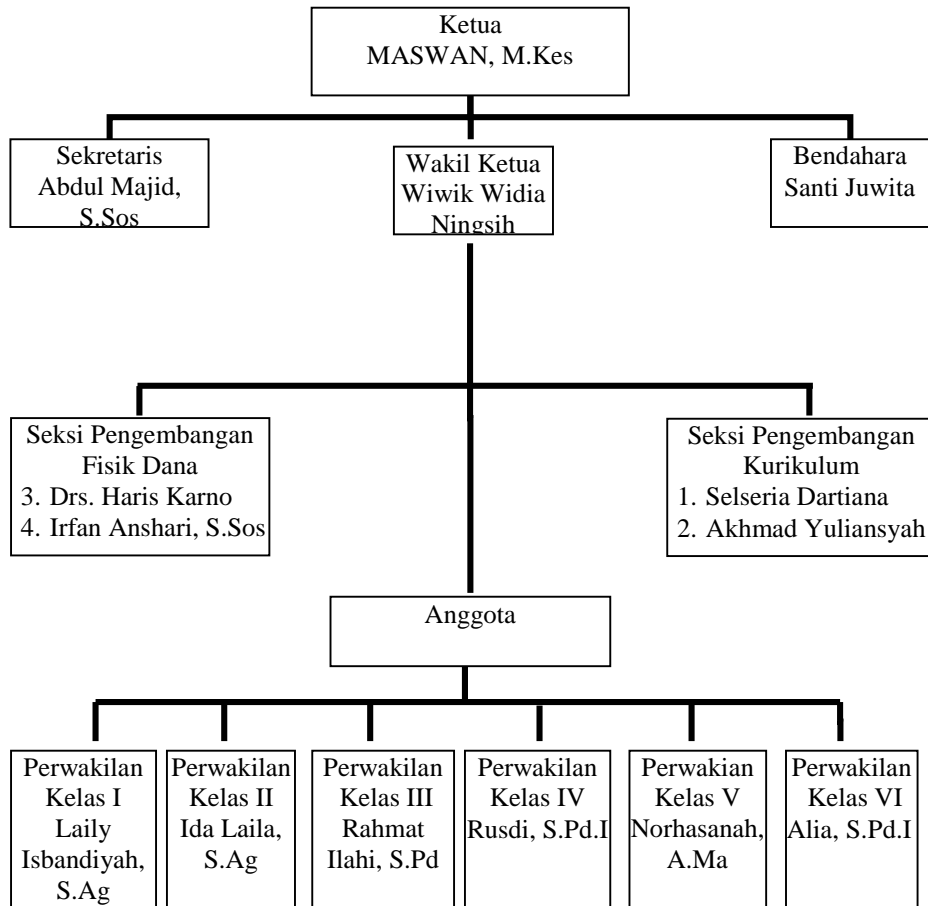 Ketua
MASWAN, M.Kes
Sekretaris
Abdul Majid,
S.Sos
Wakil Ketua
Wiwik Widia
Ningsih
Bendahara
Santi Juwita
Seksi Pengembangan
Fisik Dana
3. Drs. Haris Karno
4. Irfan Anshari, S.Sos
Seksi Pengembangan
Kurikulum
1. Selseria Dartiana
2. Akhmad Yuliansyah
Anggota
Perwakilan
Kelas I
Laily
Isbandiyah,
S.Ag
Perwakilan
Kelas II
Ida Laila,
S.Ag
Perwakilan
Kelas III
Rahmat
Ilahi, S.Pd
Perwakilan
Kelas IV
Rusdi, S.Pd.I
Perwakian
Kelas V
Norhasanah,
A.Ma
Perwakilan
Kelas VI
Alia, S.Pd.I